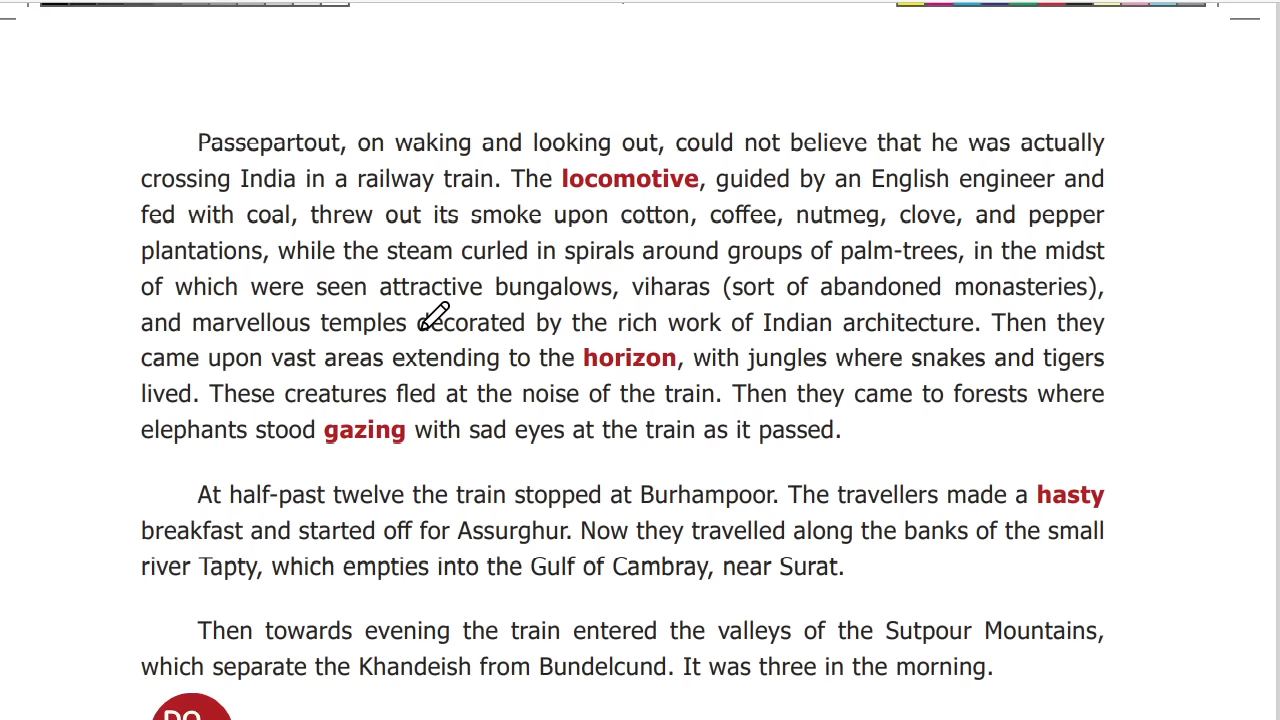 Passepartout, on waking and looking out, could not believe that he was actually
crossing India in a railway train. The locomotive, guided by an English engineer and
fed with coal, threw out its smoke upon cotton, coffee, nutmeg, clove, and pepper
plantations, while the steam curled in spirals around groups of palm-trees, in the midst
of which were seen attractive bungalows, viharas (sort of abandoned monasteries),
and marvellous temples decorated by the rich work of Indian architecture. Then they
came upon vast areas extending to the horizon, with jungles where snakes and tigers
lived. These creatures fled at the noise of the train. Then they came to forests where
elephants stood gazing with sad eyes at the train as it passed.
At half-past twelve the train stopped at Burhampoor. The travellers made a hasty
breakfast and started off for Assurghur. Now they travelled along the banks of the small
river Tapty, which empties into the Gulf of Cambray, near Surat.
Then towards evening the train entered the valleys of the Sutpour Mountains,
which separate the Khandeish from Bundelcund. It was three in the morning.
DO